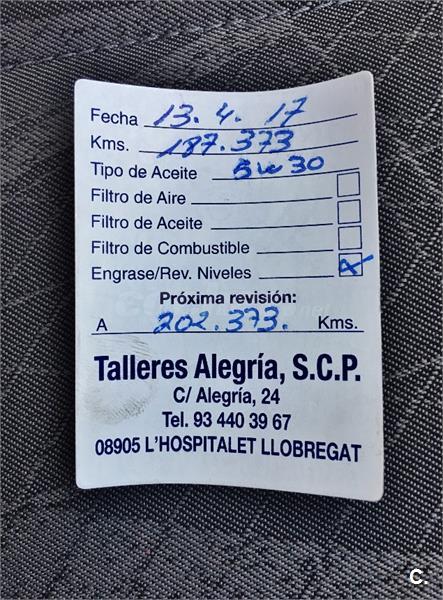 Fecha 13.4.17
Kms. 187.373
Tipo de Aceite 5w30
Filtro de Aire
Filtro de Aceite
Filtro de Combustible
Engrase/Rev. Niveles X
Próxima revisión:
A 202.373. Kms.
Talleres Alegría, S.C.P.
C/ Alegría, 24
Tel. 93 440 39 67
08905 L'HOSPITALET LLOBREGAT
C.